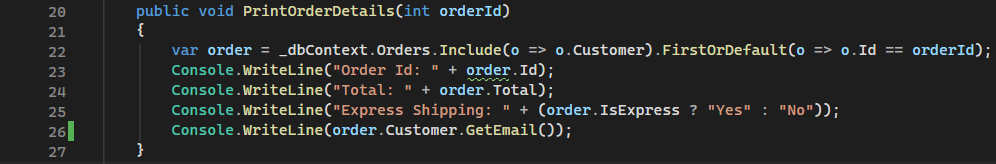 20 public void PrintOrderDetails(int orderId)
21 {
22 var order = _dbContext.Orders.Include(o => o.Customer).FirstOrDefault(o => o.Id == orderId);
23 Console.WriteLine("Order Id: " + order.Id);
24 Console.WriteLine("Total: " + order.Total);
25 Console.WriteLine("Express Shipping: " + (order.IsExpress ? "Yes" : "No"));
26 Console.WriteLine(order.Customer.GetEmail());
27 }